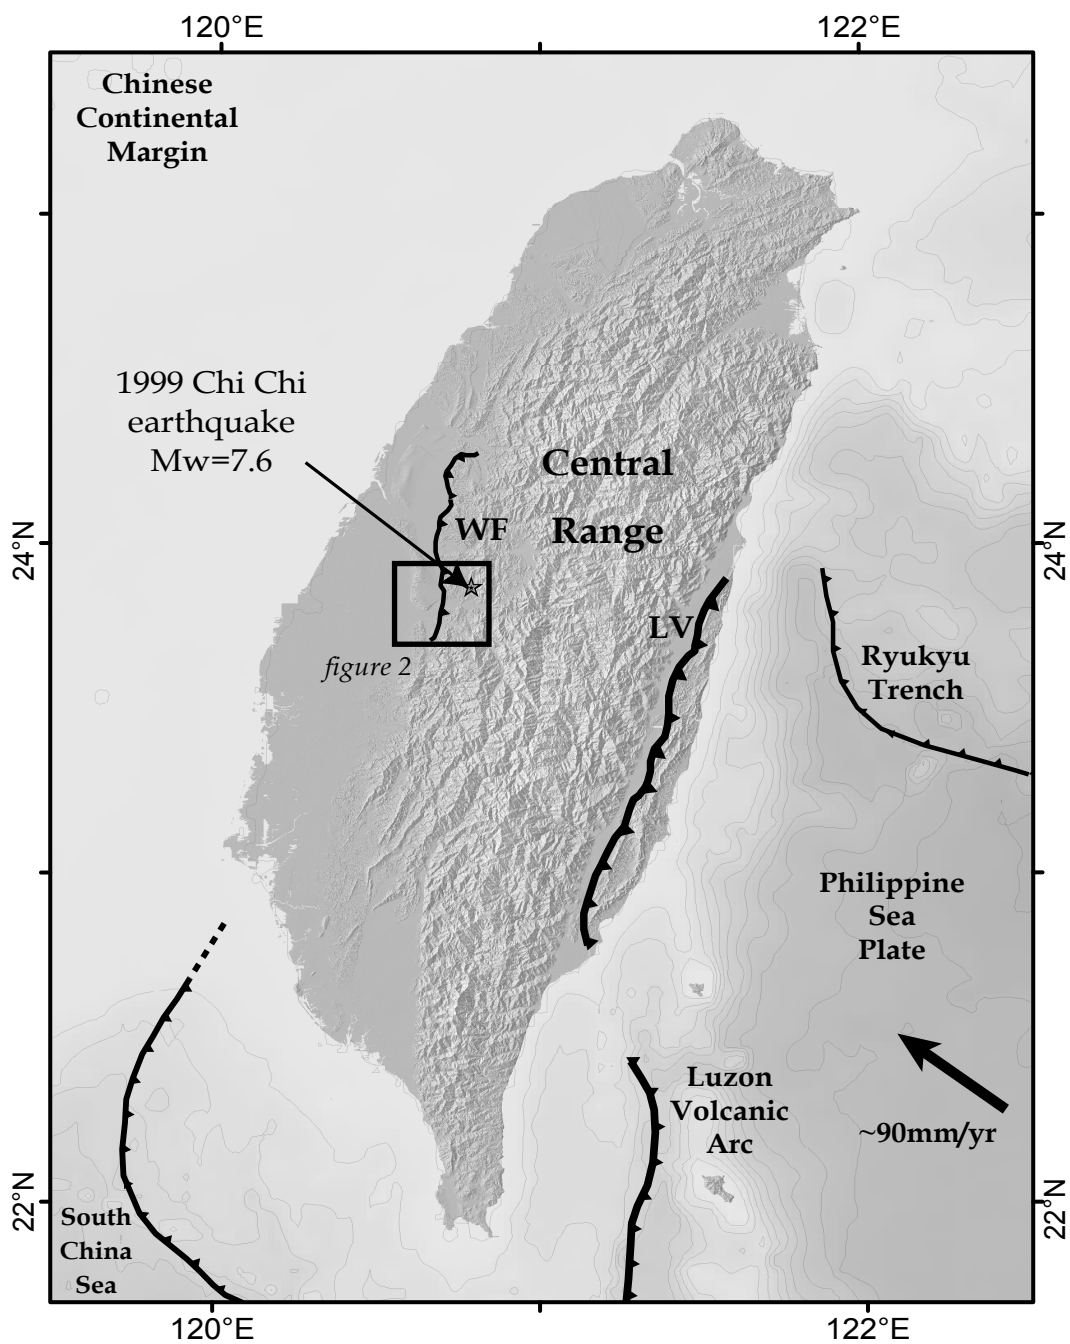 120°E
122°E
Chinese
Continental
Margin
1999 Chi Chi
earthquake
Mw=7.6
Central
Range
WF
24°N
24°N
LV
figure 2
Ryukyu
Trench
Philippine
Sea
Plate
Luzon
Volcanic
Arc
~90mm/yr
22°N
22°N
South
China
Sea
120°E
122°E